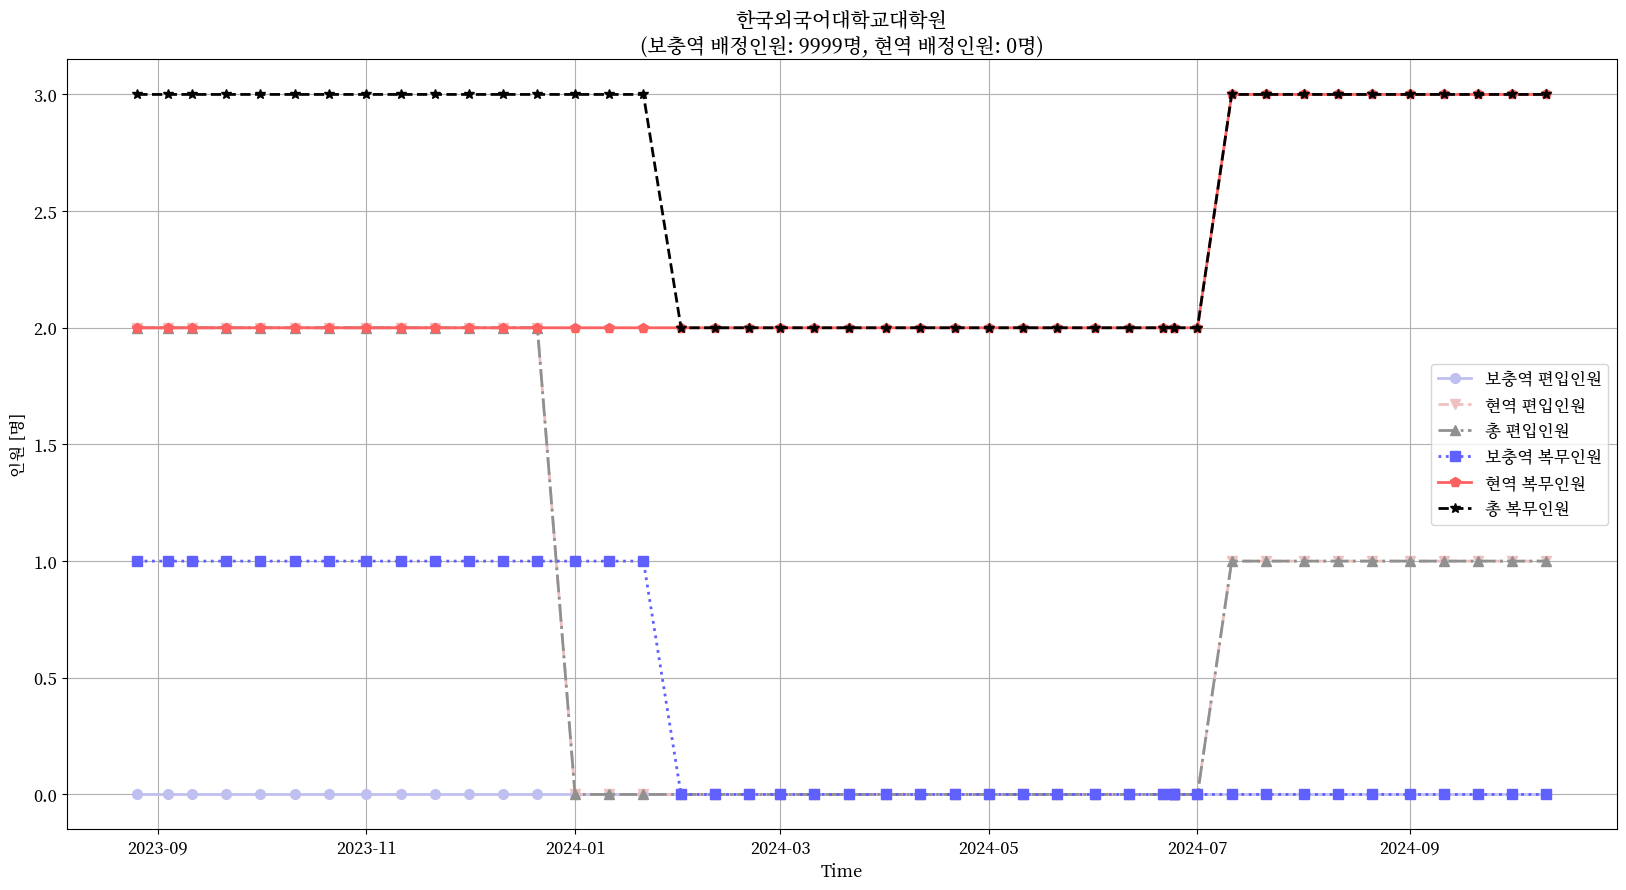 한국외국어대학교대학원
(보충역 배정인원: 9999명, 현역 배정인원: 0명)
3.0
2.5
2.0
1.5
1.0
0.5
0.0
인원 [명]
보충역 편입인원
현역 편입인원
총 편입인원
보충역 복무인원
현역 복무인원
총 복무인원
2023-09
2023-11
2024-01
2024-03
2024-05
2024-07
2024-09
Time